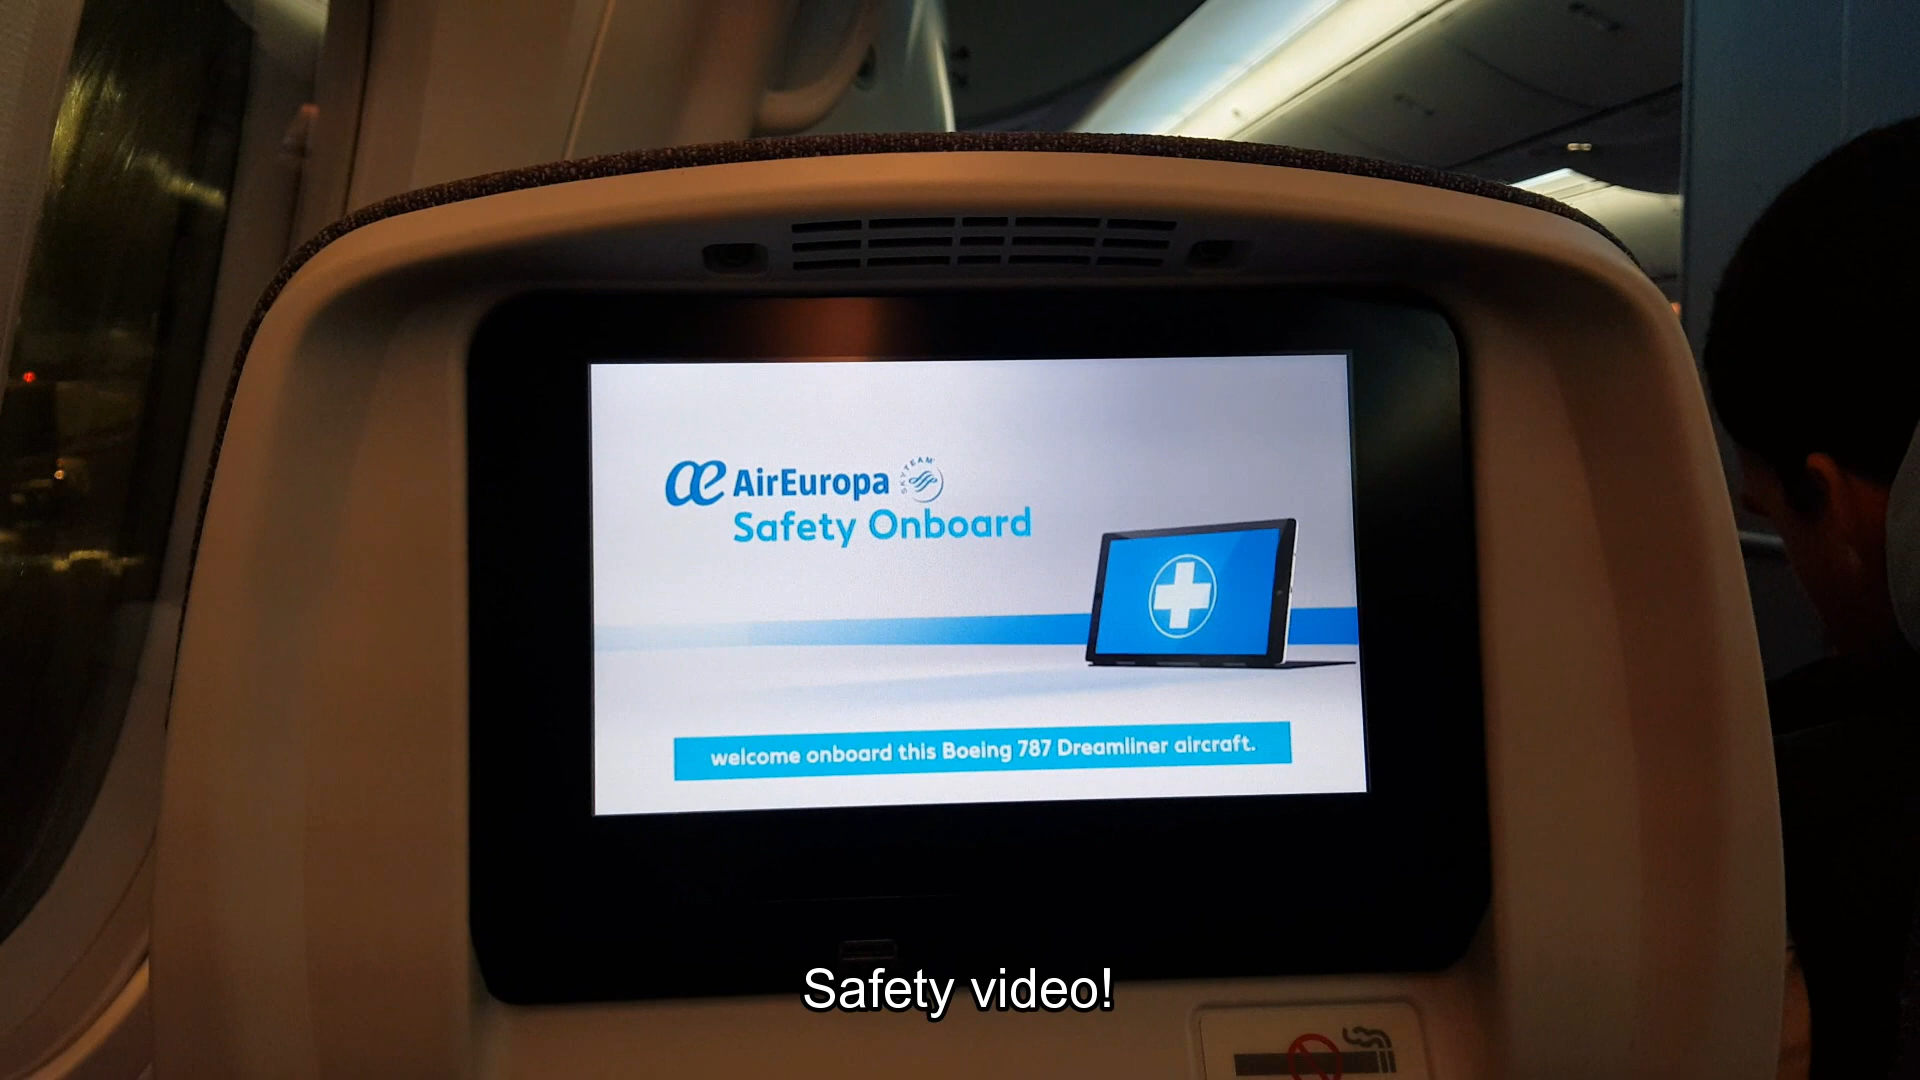 æ AirEuropa SKYTEAM
Safety Onboard
welcome onboard this Boeing 787 Dreamliner aircraft.
Safety video!